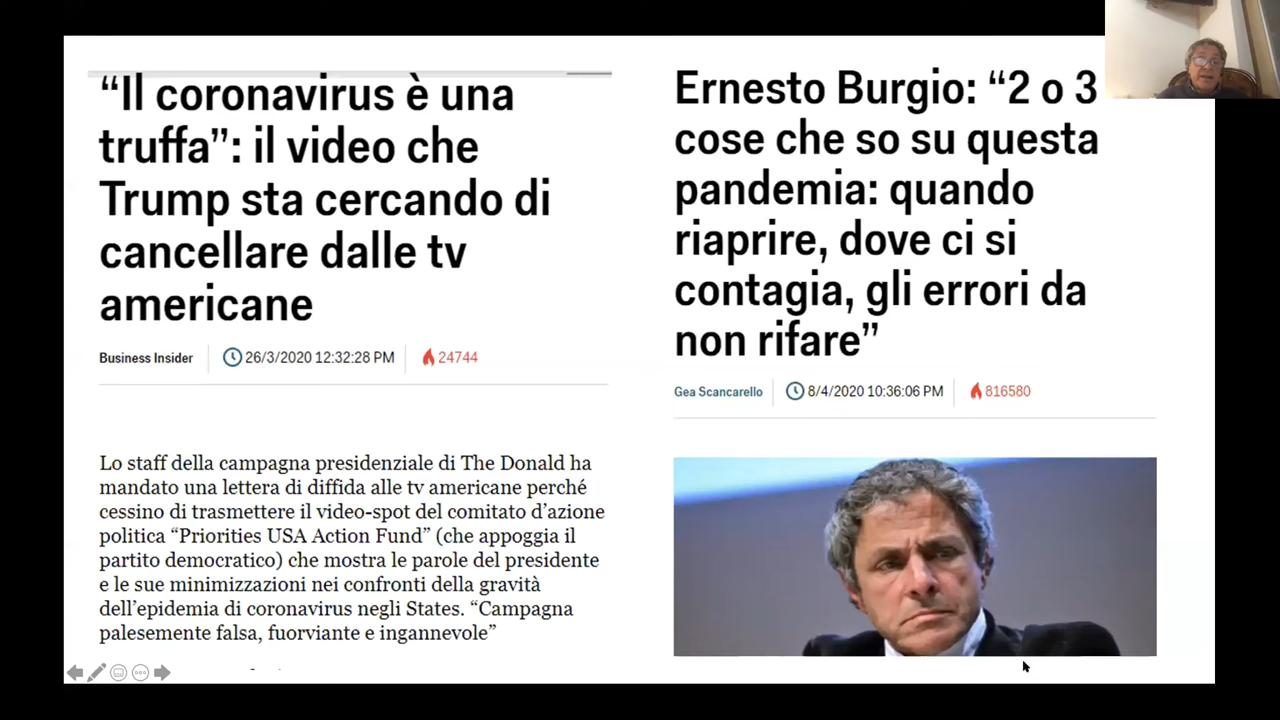 “Il coronavirus è una
truffa”: il video che
Trump sta cercando di
cancellare dalle tv
americane
Business Insider
26/3/2020 12:32:28 PM
24744
Lo staff della campagna presidenziale di The Donald ha
mandato una lettera di diffida alle tv americane perché
cessino di trasmettere il video-spot del comitato d’azione
politica “Priorities USA Action Fund” (che appoggia il
partito democratico) che mostra le parole del presidente
e le sue minimizzazioni nei confronti della gravità
dell’epidemia di coronavirus negli States. “Campagna
palesemente falsa, fuorviante e ingannevole”
Ernesto Burgio: “2 o 3
cose che so su questa
pandemia: quando
riaprire, dove ci si
contagia, gli errori da
non rifare”
Gea Scancarello
8/4/2020 10:36:06 PM
816580